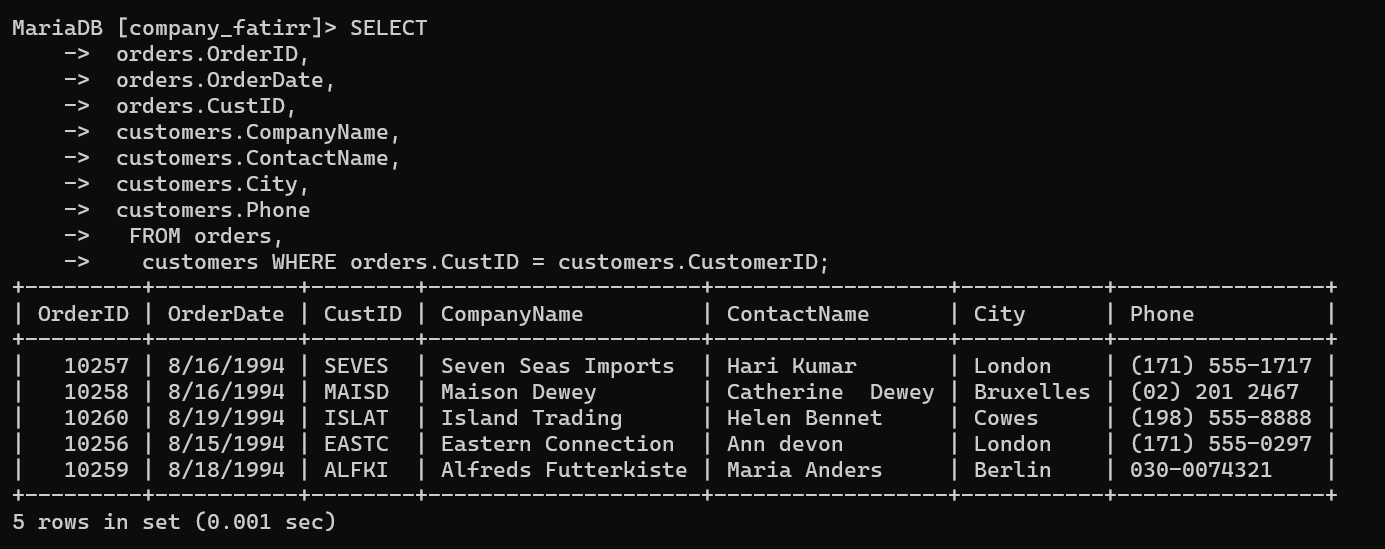 MariaDB [company_fatirr]> SELECT
    ->  orders.OrderID,
    ->  orders.OrderDate,
    ->  orders.CustID,
    ->  customers.CompanyName,
    ->  customers.ContactName,
    ->  customers.City,
    ->  customers.Phone
    ->   FROM orders,
    ->    customers WHERE orders.CustID = customers.CustomerID;
+---------+-----------+--------+---------------------+------------------+-----------+----------------+
| OrderID | OrderDate | CustID | CompanyName         | ContactName      | City      | Phone          |
+---------+-----------+--------+---------------------+------------------+-----------+----------------+
|   10257 | 8/16/1994 | SEVES  | Seven Seas Imports  | Hari Kumar       | London    | (171) 555-1717 |
|   10258 | 8/16/1994 | MAISD  | Maison Dewey        | Catherine  Dewey | Bruxelles | (02) 201 2467  |
|   10260 | 8/19/1994 | ISLAT  | Island Trading      | Helen Bennet     | Cowes     | (198) 555-8888 |
|   10256 | 8/15/1994 | EASTC  | Eastern Connection  | Ann devon        | London    | (171) 555-0297 |
|   10259 | 8/18/1994 | ALFKI  | Alfreds Futterkiste | Maria Anders     | Berlin    | 030-0074321    |
+---------+-----------+--------+---------------------+------------------+-----------+----------------+
5 rows in set (0.001 sec)